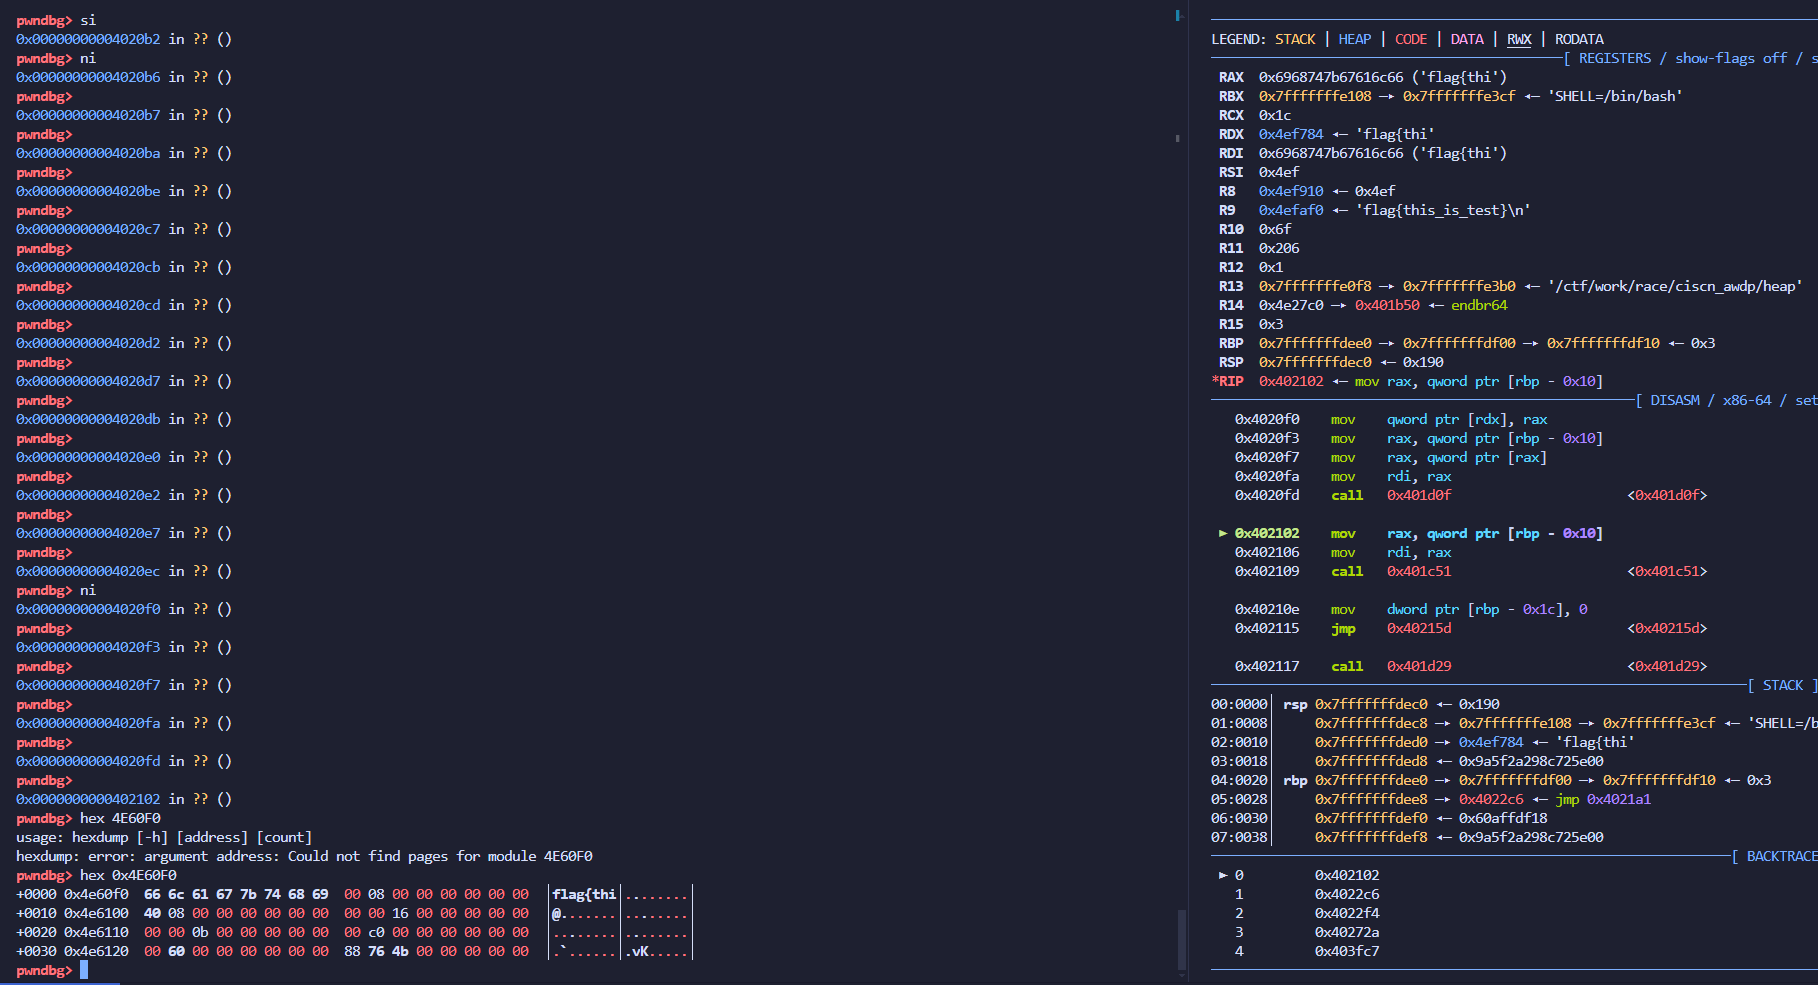 pwndbg> si
0x00000000004020b2 in ?? ()
pwndbg> ni
0x00000000004020b6 in ?? ()
pwndbg>
0x00000000004020b7 in ?? ()
pwndbg>
0x00000000004020ba in ?? ()
pwndbg>
0x00000000004020be in ?? ()
pwndbg>
0x00000000004020c7 in ?? ()
pwndbg>
0x00000000004020cb in ?? ()
pwndbg>
0x00000000004020cd in ?? ()
pwndbg>
0x00000000004020d2 in ?? ()
pwndbg>
0x00000000004020d7 in ?? ()
pwndbg>
0x00000000004020db in ?? ()
pwndbg>
0x00000000004020e0 in ?? ()
pwndbg>
0x00000000004020e2 in ?? ()
pwndbg>
0x00000000004020e7 in ?? ()
pwndbg>
0x00000000004020ec in ?? ()
pwndbg> ni
0x00000000004020f0 in ?? ()
pwndbg>
0x00000000004020f3 in ?? ()
pwndbg>
0x00000000004020f7 in ?? ()
pwndbg>
0x00000000004020fa in ?? ()
pwndbg>
0x00000000004020fd in ?? ()
pwndbg>
0x0000000000402102 in ?? ()
pwndbg> hex 4E60F0
usage: hexdump [-h] [address] [count]
hexdump: error: argument address: Could not find pages for module 4E60F0
pwndbg> hex 0x4E60F0
+0000 0x4e60f0  66 6c 61 67 7b 74 68 69  00 08 00 00 00 00 00 00  │flag{thi│........│
+0010 0x4e6100  40 08 00 00 00 00 00 00  00 00 16 00 00 00 00 00  │@.......│........│
+0020 0x4e6110  00 00 0b 00 00 00 00 00  00 c0 00 00 00 00 00 00  │........│........│
+0030 0x4e6120  00 60 00 00 00 00 00 00  88 76 4b 00 00 00 00 00  │.`......│.vK.....│
pwndbg>
LEGEND: STACK | HEAP | CODE | DATA | RWX | RODATA
[ REGISTERS / show-flags off / s
RAX  0x6968747b67616c66 ('flag{thi')
RBX  0x7fffffffe108 —▸ 0x7fffffffe3cf ◂— 'SHELL=/bin/bash'
RCX  0x1c
RDX  0x4ef784 ◂— 'flag{thi'
RDI  0x6968747b67616c66 ('flag{thi')
RSI  0x4ef
R8   0x4ef910 ◂— 0x4ef
R9   0x4efaf0 ◂— 'flag{this_is_test}\n'
R10  0x6f
R11  0x206
R12  0x1
R13  0x7fffffffe0f8 —▸ 0x7fffffffe3b0 ◂— '/ctf/work/race/ciscn_awdp/heap'
R14  0x4e27c0 —▸ 0x401b50 ◂— endbr64
R15  0x3
RBP  0x7fffffffdee0 —▸ 0x7fffffffdf00 —▸ 0x7fffffffdf10 ◂— 0x3
RSP  0x7fffffffdec0 ◂— 0x190
*RIP  0x402102 ◂— mov rax, qword ptr [rbp - 0x10]
[ DISASM / x86-64 / set
0x4020f0    mov    qword ptr [rdx], rax
0x4020f3    mov    rax, qword ptr [rbp - 0x10]
0x4020f7    mov    rax, qword ptr [rax]
0x4020fa    mov    rdi, rax
0x4020fd    call   0x401d0f    <0x401d0f>
► 0x402102    mov    rax, qword ptr [rbp - 0x10]
0x402106    mov    rdi, rax
0x402109    call   0x401c51    <0x401c51>
0x40210e    mov    dword ptr [rbp - 0x1c], 0
0x402115    jmp    0x40215d    <0x40215d>
0x402117    call   0x401d29    <0x401d29>
[ STACK ]
00:0000│ rsp 0x7fffffffdec0 ◂— 0x190
01:0008│     0x7fffffffdec8 —▸ 0x7fffffffe108 —▸ 0x7fffffffe3cf ◂— 'SHELL=/b
02:0010│     0x7fffffffded0 —▸ 0x4ef784 ◂— 'flag{thi'
03:0018│     0x7fffffffded8 ◂— 0x9a5f2a298c725e00
04:0020│ rbp 0x7fffffffdee0 —▸ 0x7fffffffdf00 —▸ 0x7fffffffdf10 ◂— 0x3
05:0028│     0x7fffffffdee8 —▸ 0x4022c6 ◂— jmp 0x4021a1
06:0030│     0x7fffffffdef0 ◂— 0x60affdf18
07:0038│     0x7fffffffdef8 ◂— 0x9a5f2a298c725e00
[ BACKTRACE
► 0         0x402102
1         0x4022c6
2         0x4022f4
3         0x40272a
4         0x403fc7